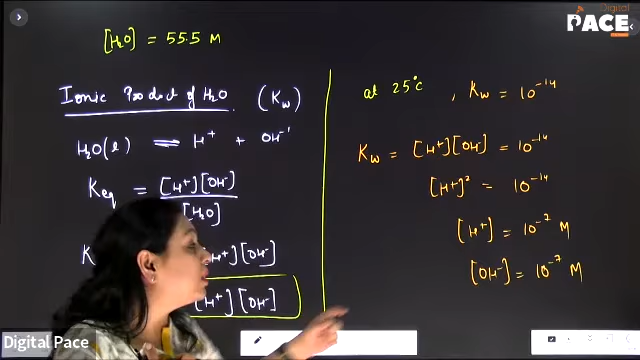 Digital
PACE
[H2O] = 55.5 M
Ionic Product of H2O (Kw)
H2O(l) ⇌ H+ + OH-
Keq = [H+][OH-]
[H2O]
K [H+][OH-]
[H+][OH-]
at 25°C , Kw = 10^-14
Kw = [H+][OH-] = 10^-14
[H+]^2 = 10^-14
[H+] = 10^-7 M
[OH-] = 10^-7 M
Digital Pace